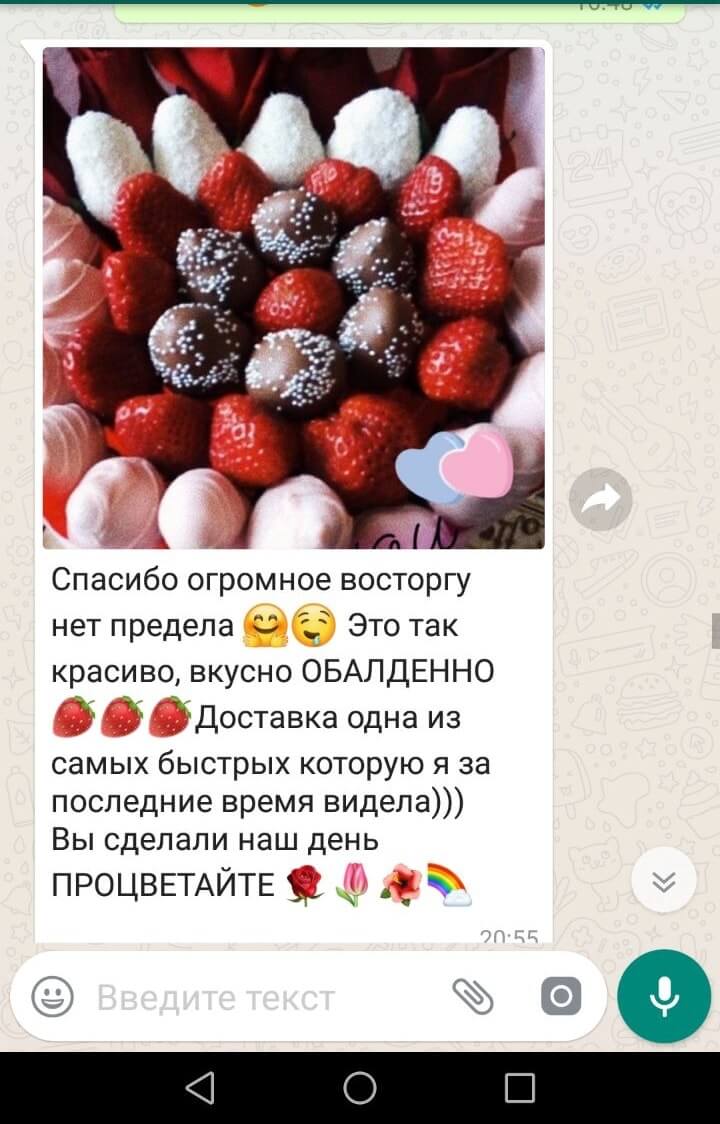 Спасибо огромное восторгу
нет предела 🤗🤤 Это так
красиво, вкусно ОБАЛДЕННО
🍓🍓🍓Доставка одна из
самых быстрых которую я за
последние время видела)))
Вы сделали наш день
ПРОЦВЕТАЙТЕ 🌹🌷🌺🌈
20:55
Введите текст